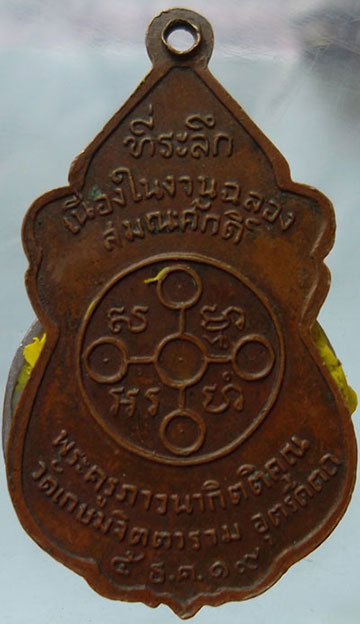 ที่ระลึก
เนื่องในงานฉลอง
สมณศักดิ์
พระครูภาวนากิตติคุณ
วัดเกษมจิตตาราม อุตรดิตถ์
๕ ธ.ค. ๑๙